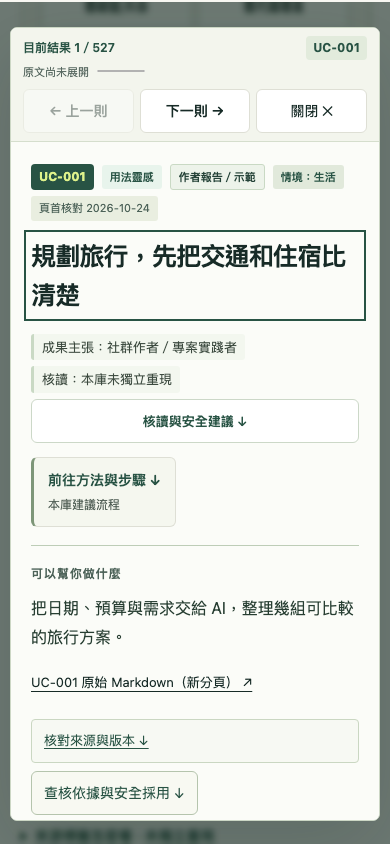 目前結果 1 / 527
UC-001
原文尚未展開
← 上一則
下一則 →
關閉 ×
UC-001
用法靈感
作者報告 / 示範
情境:生活
頁首核對 2026-10-24
規劃旅行,先把交通和住宿比
清楚
成果主張:社群作者 / 專案實踐者
核讀:本庫未獨立重現
核讀與安全建議 ↓
前往方法與步驟 ↓
本庫建議流程
可以幫你做什麼
把日期、預算與需求交給 AI,整理幾組可比較
的旅行方案。
UC-001 原始 Markdown(新分頁) ↗
核對來源與版本 ↓
查核依據與安全採用 ↓